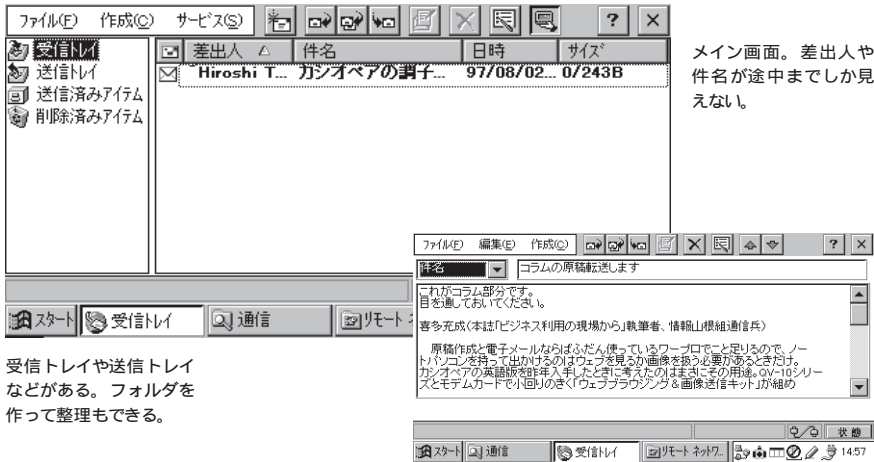 ファイル(F) 作成(C) サービス(S) ?
受信トレイ
送信トレイ
送信済みアイテム
削除済みアイテム
差出人 件名 日時 サイズ
Hiroshi T... カシオペアの調子... 97/08/02... 0/243B
スタート 受信トレイ 通信 リモート
メイン画面。差出人や
件名が途中までしか見
えない。
受信トレイや送信トレイ
などがある。フォルダを
作って整理もできる。
ファイル(F) 編集(E) 作成(C) ?
件名 コラムの原稿転送します
これがコラム部分です。
目を通しておいてください。
喜多充成(本誌「ビジネス利用の現場から」執筆者、情報山根組通信兵)
原稿作成と電子メールならばふだん使っているワープロでこと足りるので、ノー
トパソコンを持って出かけるのはウェブを見るか画像を扱う必要があるときだけ。
カシオペアの英語版を昨年入手したときに考えたのはまさにその用途。QV-10シリー
ズとモデムカードで小回りのきく「ウェブブラウジング&画像送信キット」が組め
状態
スタート 通信 受信トレイ リモート ネットワ... 14:57